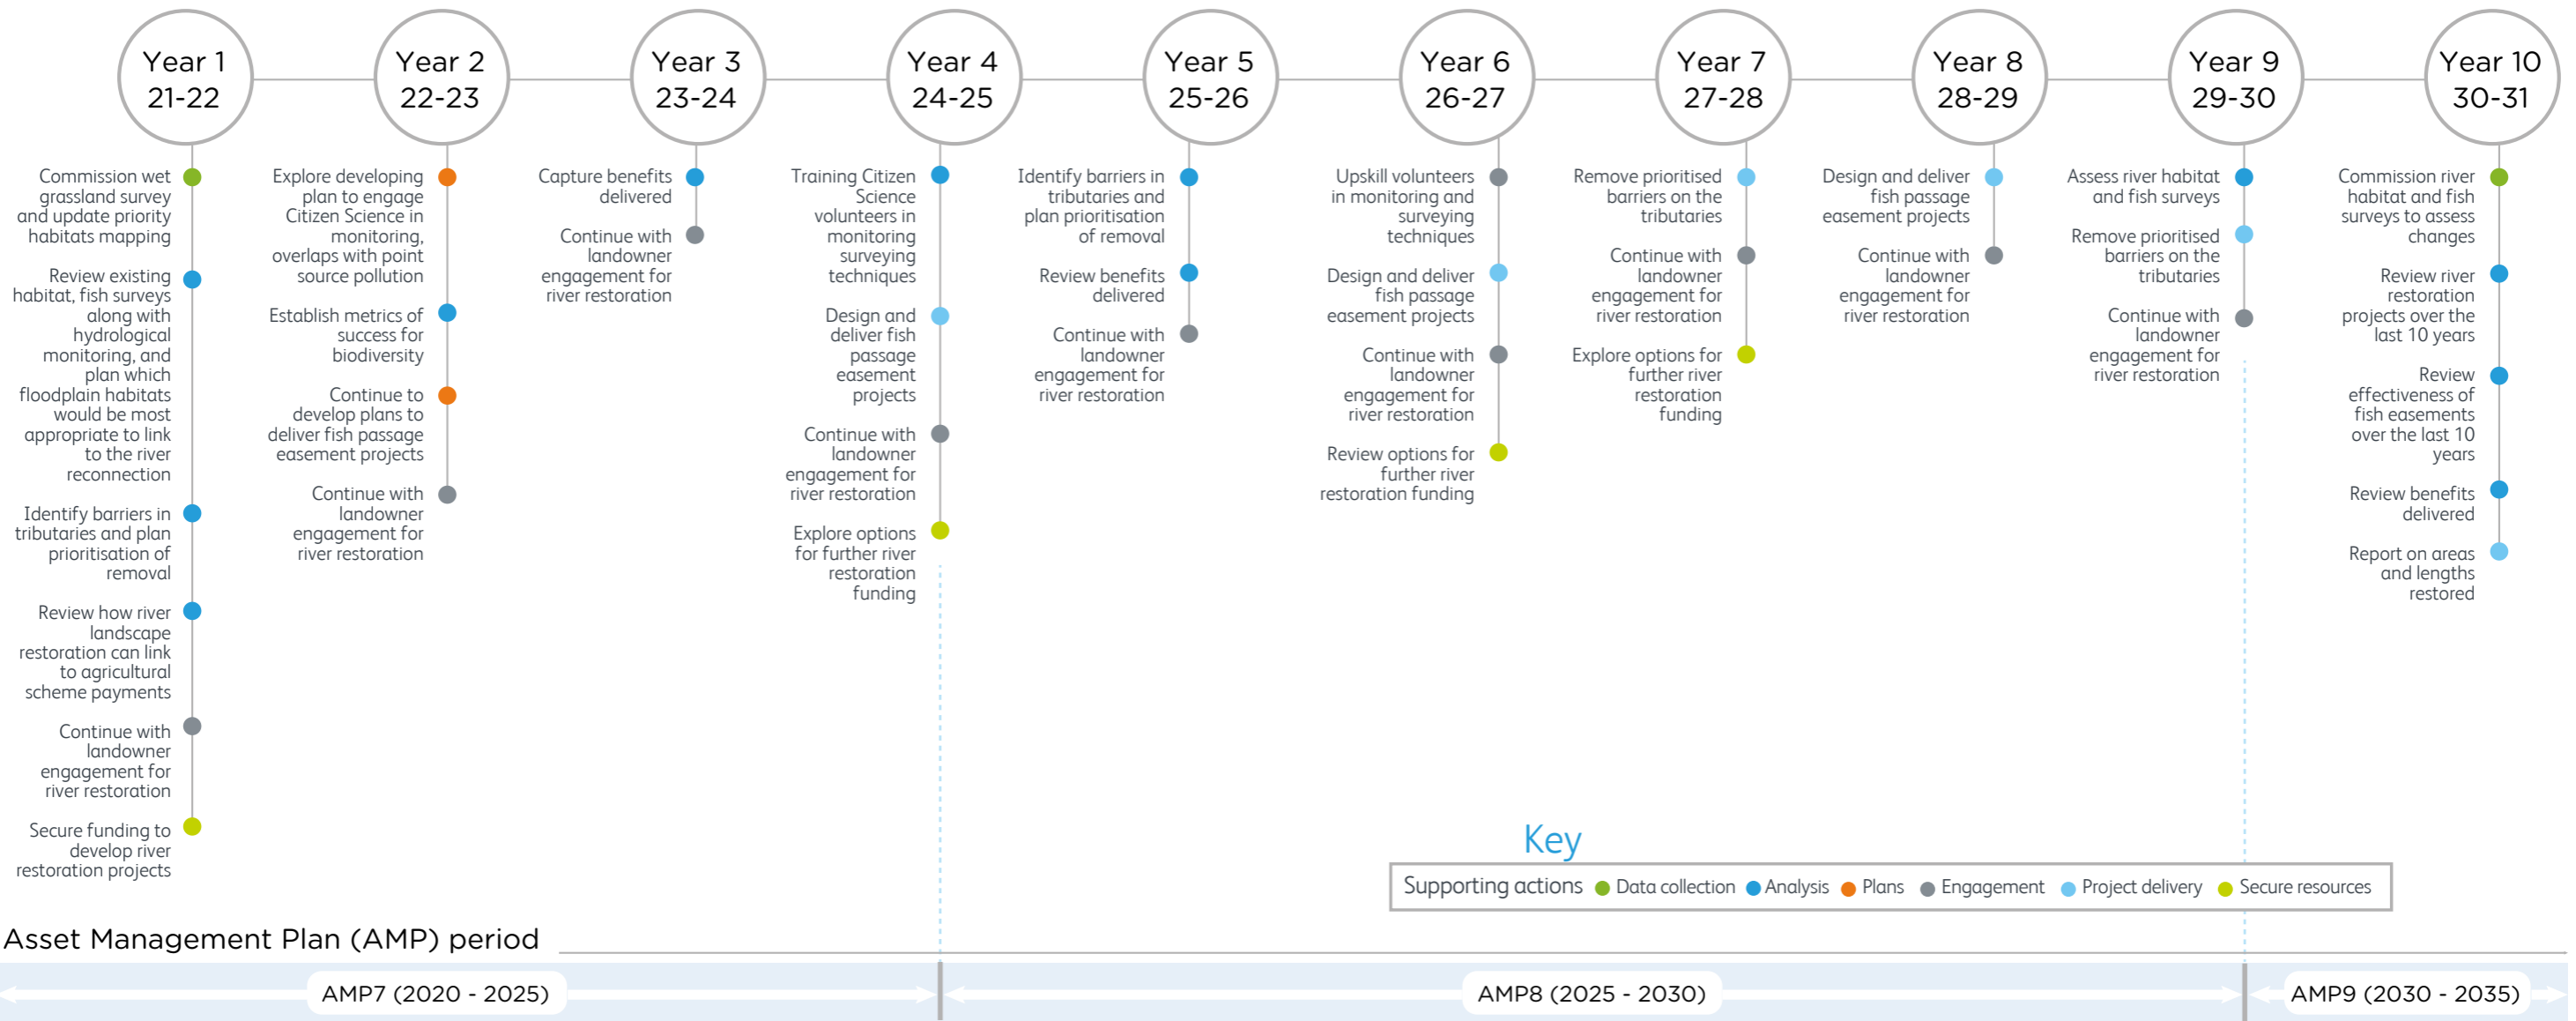 Year 1
21-22
Year 2
22-23
Year 3
23-24
Year 4
24-25
Year 5
25-26
Year 6
26-27
Year 7
27-28
Year 8
28-29
Year 9
29-30
Year 10
30-31
Commission wet
grassland survey
and update priority
habitats mapping
Review existing
habitat, fish surveys
along with
hydrological
monitoring, and
plan which
floodplain habitats
would be most
appropriate to link
to the river
reconnection
Identify barriers in
tributaries and plan
prioritisation of
removal
Review how river
landscape
restoration can link
to agricultural
scheme payments
Continue with
landowner
engagement for
river restoration
Secure funding to
develop river
restoration projects
Explore developing
plan to engage
Citizen Science in
monitoring,
overlaps with point
source pollution
Establish metrics of
success for
biodiversity
Continue to
develop plans to
deliver fish passage
easement projects
Continue with
landowner
engagement for
river restoration
Capture benefits
delivered
Continue with
landowner
engagement for
river restoration
Training Citizen
Science
volunteers in
monitoring
surveying
techniques
Design and
deliver fish
passage
easement
projects
Continue with
landowner
engagement for
river restoration
Explore options
for further river
restoration
funding
Identify barriers in
tributaries and
plan prioritisation
of removal
Review benefits
delivered
Continue with
landowner
engagement for
river restoration
Upskill volunteers
in monitoring and
surveying
techniques
Design and deliver
fish passage
easement projects
Continue with
landowner
engagement for
river restoration
Review options for
further river
restoration funding
Remove prioritised
barriers on the
tributaries
Continue with
landowner
engagement for
river restoration
Explore options for
further river
restoration
funding
Design and deliver
fish passage
easement projects
Continue with
landowner
engagement for
river restoration
Assess river habitat
and fish surveys
Remove prioritised
barriers on the
tributaries
Continue with
landowner
engagement for
river restoration
Commission river
habitat and fish
surveys to assess
changes
Review river
restoration
projects over the
last 10 years
Review
effectiveness of
fish easements
over the last 10
years
Review benefits
delivered
Report on areas
and lengths
restored
Key
Supporting actions Data collection Analysis Plans Engagement Project delivery Secure resources
Asset Management Plan (AMP) period
AMP7 (2020 - 2025)
AMP8 (2025 - 2030)
AMP9 (2030 - 2035)